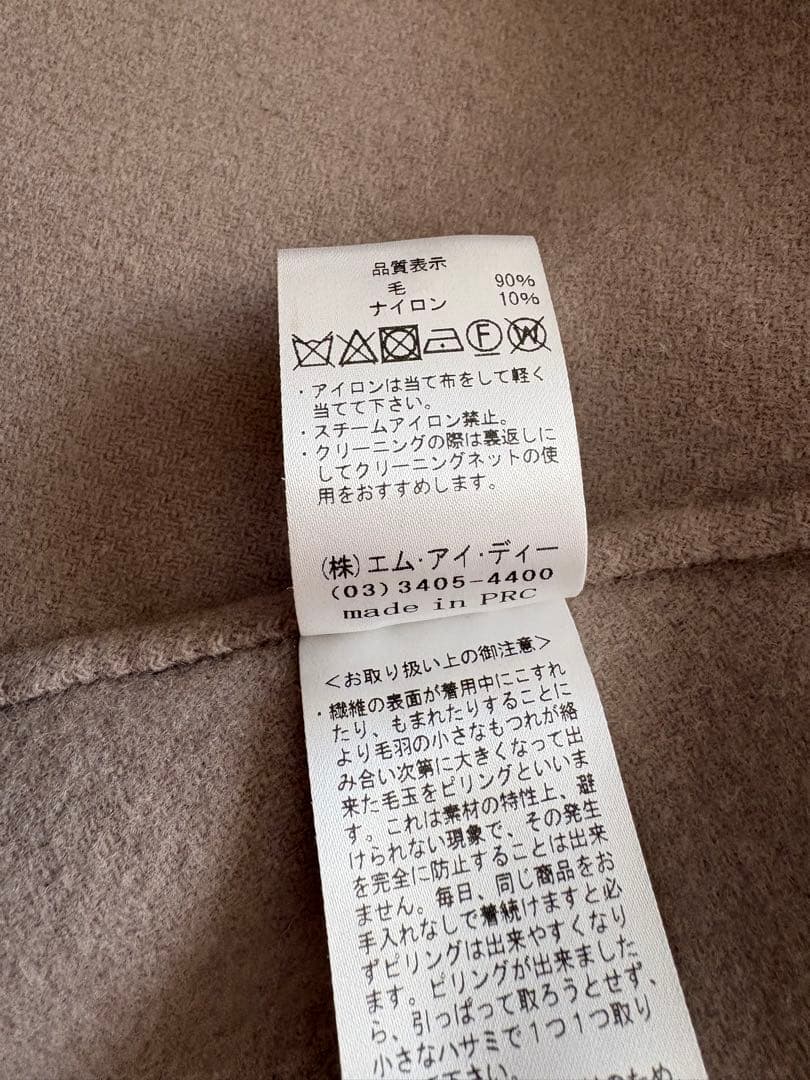 品質表示
毛 90%
ナイロン 10%
F W
・アイロンは当て布をして軽く
当てて下さい。
・スチームアイロン禁止。
・クリーニングの際は裏返しに
してクリーニングネットの使
用をおすすめします。
(株)エム・アイ・ディー
(03)3405-4400
made in PRC
<お取り扱い上の御注意>
・繊維の表面が着用中にこすれ
たり、もまれたりすることに
より毛羽の小さなもつれが絡
み合い次第に大きくなって出
来た毛玉をピリングといいま
す。これは素材の特性上、避
けられない現象で、その発生
を完全に防止することは出来
ません。毎日、同じ商品をお
手入れなしで着続けますと必
ずピリングは出来やすくなり
ます。ピリングが出来ました
ら、引っぱって取ろうとせず、
小さなハサミで1つ1つ取り
て下さい。
のため